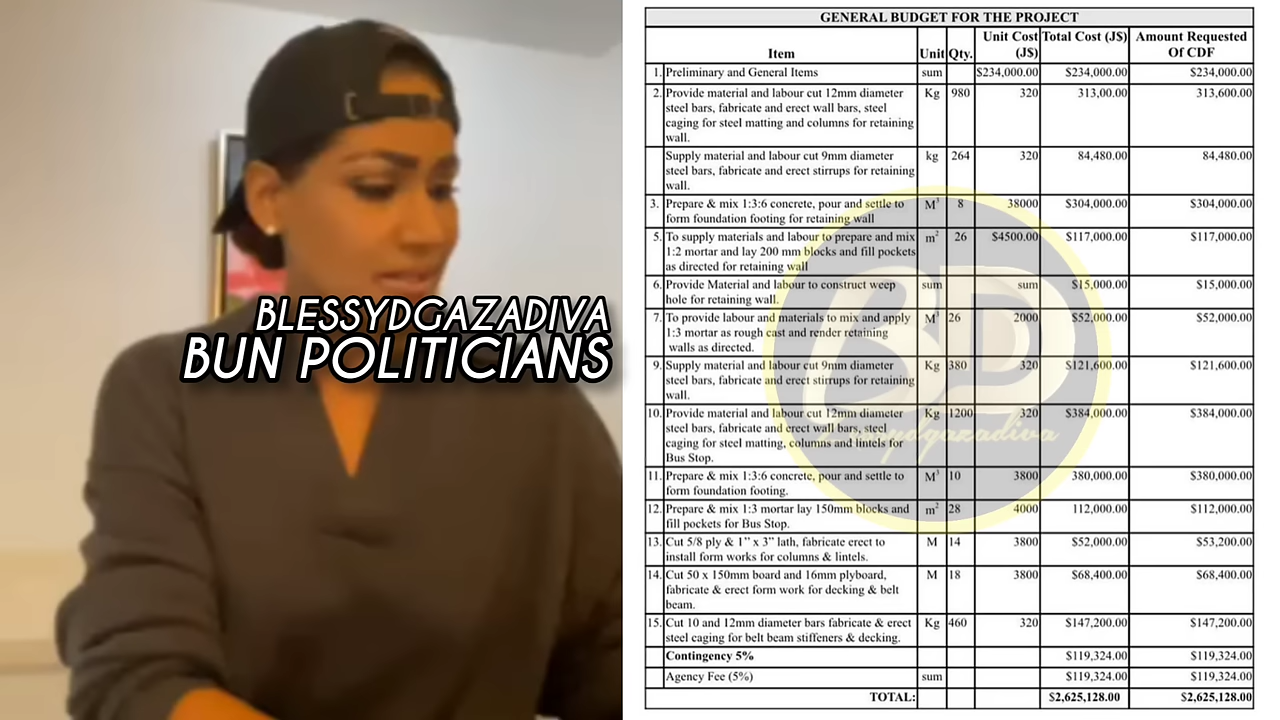 BLESSYDGAZADIVA
BUN POLITICIANS
GENERAL BUDGET FOR THE PROJECT
Item Unit Qty. Unit Cost (J$) Total Cost (J$) Amount Requested Of CDF
1. Preliminary and General Items sum $234,000.00 $234,000.00 $234,000.00
2. Provide material and labour cut 12mm diameter Kg 980 320 313,00.00 313,600.00
steel bars, fabricate and erect wall bars, steel
caging for steel matting and columns for retaining
wall.
Supply material and labour cut 9mm diameter kg 264 320 84,480.00 84,480.00
steel bars, fabricate and erect stirrups for retaining
wall.
3. Prepare & mix 1:3:6 concrete, pour and settle to M³ 8 38000 $304,000.00 $304,000.00
form foundation footing for retaining wall
5. To supply materials and labour to prepare and mix m² 26 $4500.00 $117,000.00 $117,000.00
1:2 mortar and lay 200 mm blocks and fill pockets
as directed for retaining wall
6. Provide Material and labour to construct weep sum sum $15,000.00 $15,000.00
hole for retaining wall.
7. To provide labour and materials to mix and apply M³ 26 2000 $52,000.00 $52,000.00
1:3 mortar as rough cast and render retaining
walls as directed.
9. Supply material and labour cut 9mm diameter Kg 380 320 $121,600.00 $121,600.00
steel bars, fabricate and erect stirrups for retaining
wall.
10. Provide material and labour cut 12mm diameter Kg 1200 320 $384,000.00 $384,000.00
steel bars, fabricate and erect wall bars, steel
caging for steel matting, columns and lintels for
Bus Stop.
11. Prepare & mix 1:3:6 concrete, pour and settle to M³ 10 3800 380,000.00 $380,000.00
form foundation footing.
12. Prepare & mix 1:3 mortar lay 150mm blocks and m² 28 4000 112,000.00 $112,000.00
fill pockets for Bus Stop.
13. Cut 5/8 ply & 1" x 3" lath, fabricate erect to M 14 3800 $52,000.00 $53,200.00
install form works for columns & lintels.
14. Cut 50 x 150mm board and 16mm plyboard, M 18 3800 $68,400.00 $68,400.00
fabricate & erect form work for decking & belt
beam.
15. Cut 10 and 12mm diameter bars fabricate & erect Kg 460 320 $147,200.00 $147,200.00
steel caging for belt beam stiffeners & decking.
Contingency 5% $119,324.00 $119,324.00
Agency Fee (5%) sum $119,324.00 $119,324.00
TOTAL: $2,625,128.00 $2,625,128.00
BD
blessydgazadiva